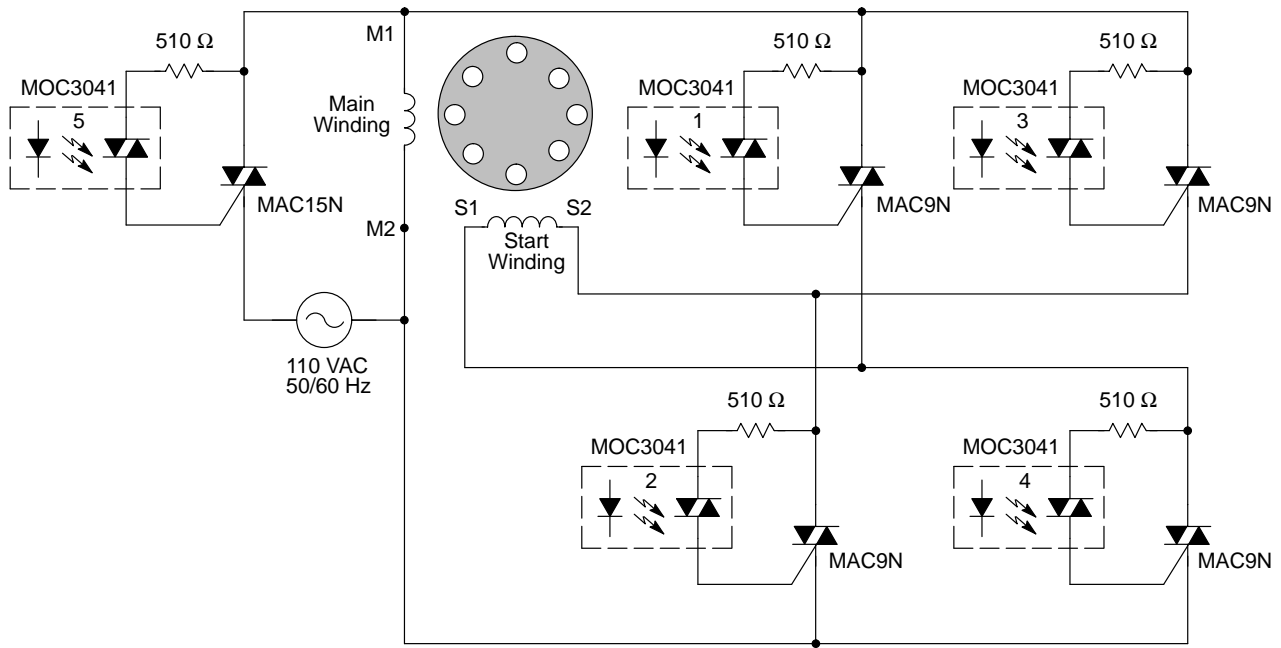 M1
510 Ω
510 Ω
510 Ω
MOC3041
MOC3041
MOC3041
Main
Winding
5
1
3
MAC15N
MAC9N
MAC9N
S1
S2
M2
Start
Winding
110 VAC
50/60 Hz
510 Ω
510 Ω
MOC3041
MOC3041
2
4
MAC9N
MAC9N